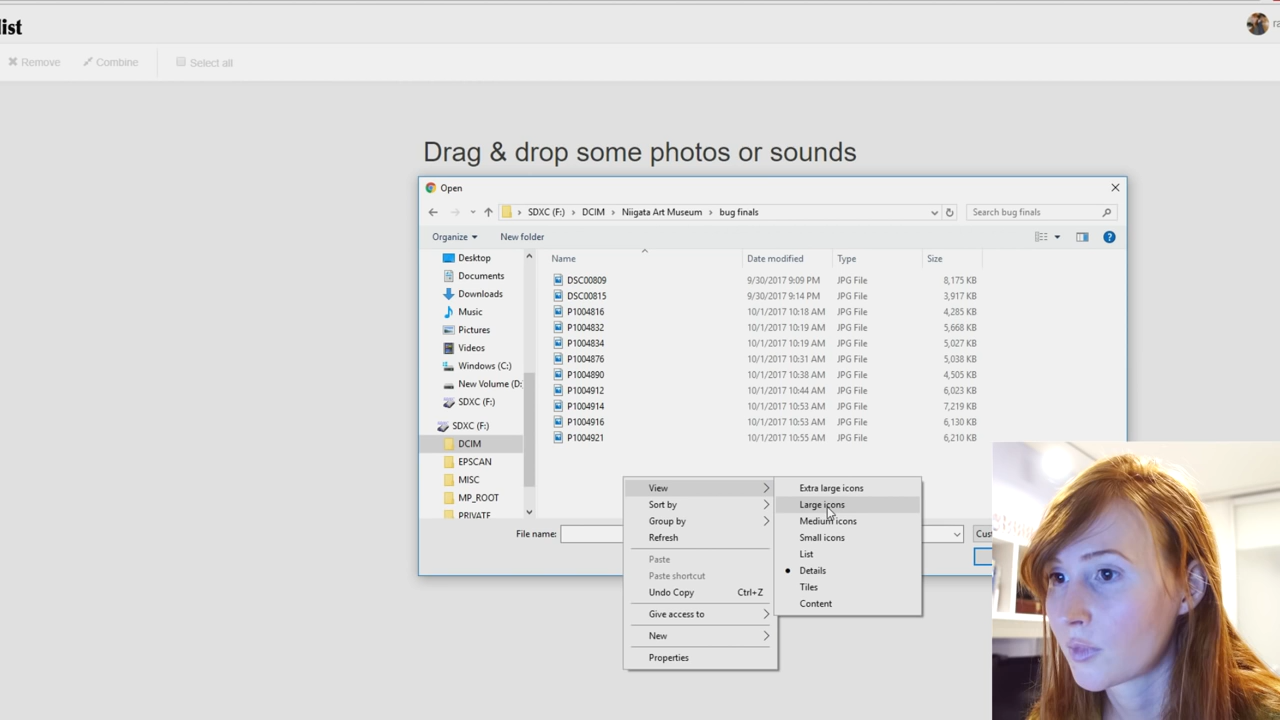 list
ra
Remove Combine Select all
Drag & drop some photos or sounds
Open
SDXC (F:) DCIM Niigata Art Museum bug finals Search bug finals
Organize New folder
Name Date modified Type Size
Desktop
Documents
Downloads
Music
Pictures
Videos
Windows (C:)
New Volume (D:
SDXC (F:)
SDXC (F:)
DCIM
EPSCAN
MISC
MP_ROOT
PRIVATE
DSC00809 9/30/2017 9:09 PM JPG File 8,175 KB
DSC00815 9/30/2017 9:14 PM JPG File 3,917 KB
P1004816 10/1/2017 10:18 AM JPG File 4,285 KB
P1004832 10/1/2017 10:19 AM JPG File 5,668 KB
P1004834 10/1/2017 10:19 AM JPG File 5,027 KB
P1004876 10/1/2017 10:31 AM JPG File 5,038 KB
P1004890 10/1/2017 10:38 AM JPG File 4,505 KB
P1004912 10/1/2017 10:44 AM JPG File 6,023 KB
P1004914 10/1/2017 10:53 AM JPG File 7,219 KB
P1004916 10/1/2017 10:53 AM JPG File 6,130 KB
P1004921 10/1/2017 10:55 AM JPG File 6,210 KB
File name: Cus
View
Sort by
Group by
Refresh
Paste
Paste shortcut
Undo Copy Ctrl+Z
Give access to
New
Properties
Extra large icons
Large icons
Medium icons
Small icons
List
Details
Tiles
Content